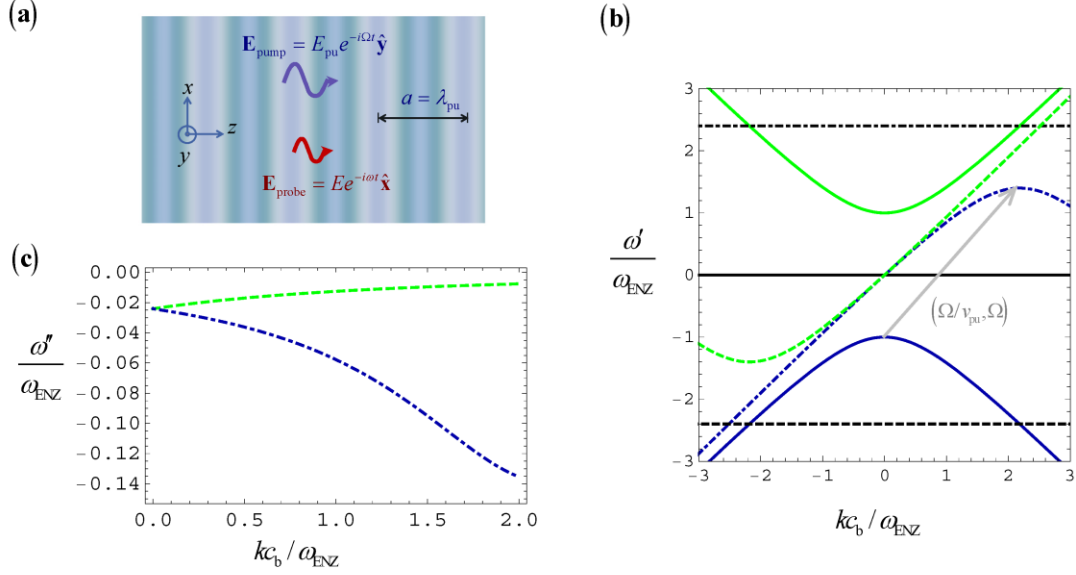 (a)
E_pump = E_pu e^{-iΩt} ŷ
a = λ_pu
x
z
y
E_probe = E e^{-iωt} x̂
(b)
3
2
1
0
-1
-2
-3
ω′
ω_ENZ
(Ω/v_pu, Ω)
-3 -2 -1 0 1 2 3
kc_b / ω_ENZ
(c)
0.00
-0.02
-0.04
-0.06
-0.08
-0.10
-0.12
-0.14
ω″
ω_ENZ
0.0 0.5 1.0 1.5 2.0
kc_b / ω_ENZ